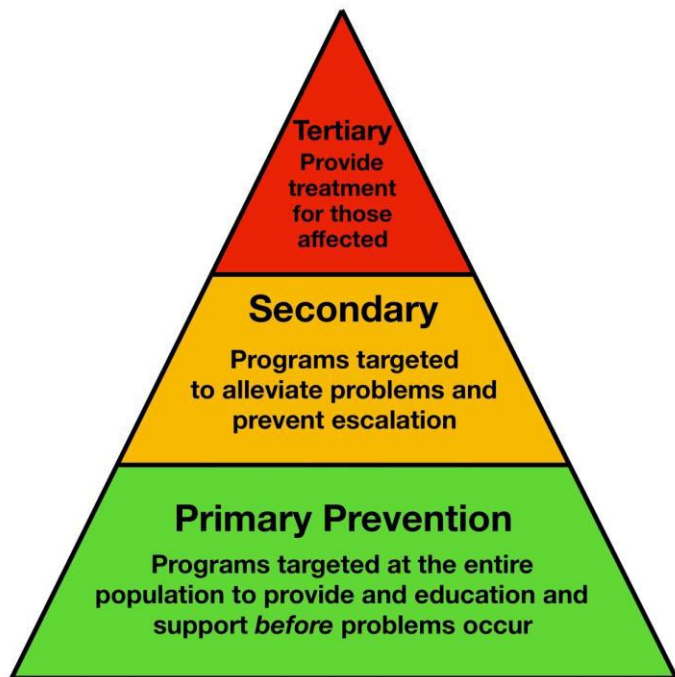 Tertiary
Provide
treatment
for those
affected
Secondary
Programs targeted
to alleviate problems and
prevent escalation
Primary Prevention
Programs targeted at the entire
population to provide and education and
support before problems occur